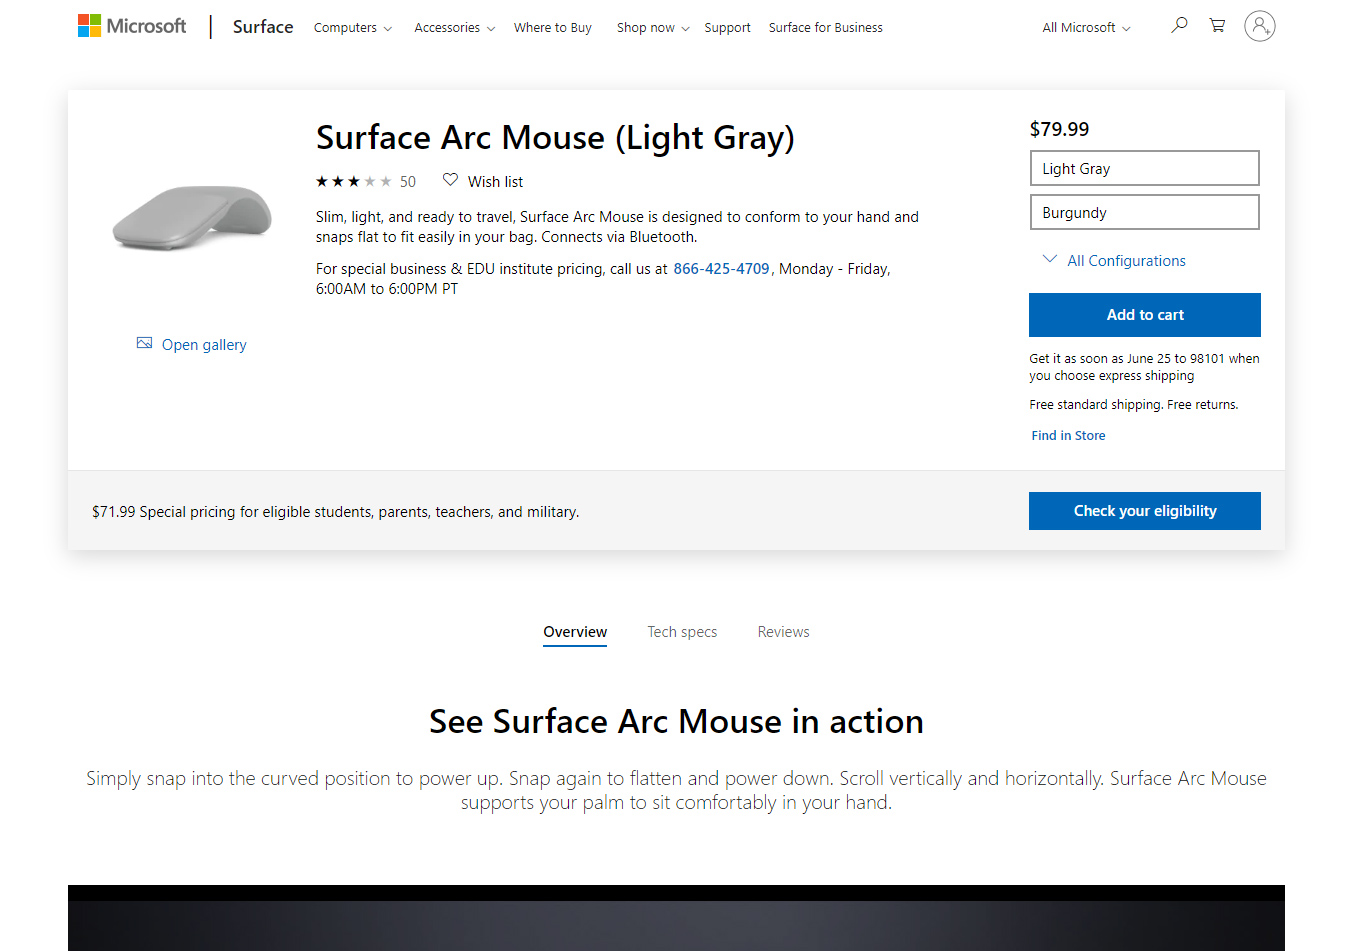 Microsoft
Surface
Computers
Accessories
Where to Buy
Shop now
Support
Surface for Business
All Microsoft
Surface Arc Mouse (Light Gray)
50
Wish list
Slim, light, and ready to travel, Surface Arc Mouse is designed to conform to your hand and
snaps flat to fit easily in your bag. Connects via Bluetooth.
For special business & EDU institute pricing, call us at 866-425-4709, Monday - Friday,
6:00AM to 6:00PM PT
Open gallery
$79.99
Light Gray
Burgundy
All Configurations
Add to cart
Get it as soon as June 25 to 98101 when
you choose express shipping
Free standard shipping. Free returns.
Find in Store
$71.99 Special pricing for eligible students, parents, teachers, and military.
Check your eligibility
Overview
Tech specs
Reviews
See Surface Arc Mouse in action
Simply snap into the curved position to power up. Snap again to flatten and power down. Scroll vertically and horizontally. Surface Arc Mouse
supports your palm to sit comfortably in your hand.